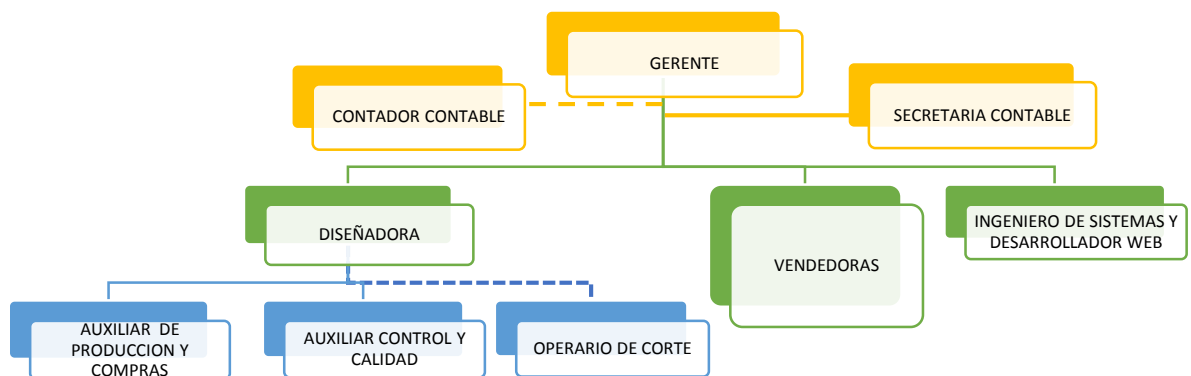 GERENTE
CONTADOR CONTABLE
SECRETARIA CONTABLE
DISEÑADORA
VENDEDORAS
INGENIERO DE SISTEMAS Y
DESARROLLADOR WEB
AUXILIAR DE
PRODUCCION Y
COMPRAS
AUXILIAR CONTROL Y
CALIDAD
OPERARIO DE CORTE